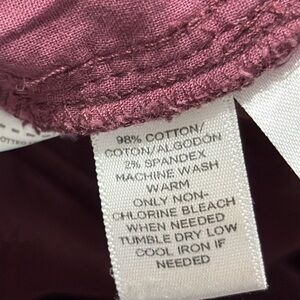 98% COTTON/
COTON/ALGODÓN
2% SPANDEX
MACHINE WASH
WARM
ONLY NON-
CHLORINE BLEACH
WHEN NEEDED
TUMBLE DRY LOW
COOL IRON IF
NEEDED